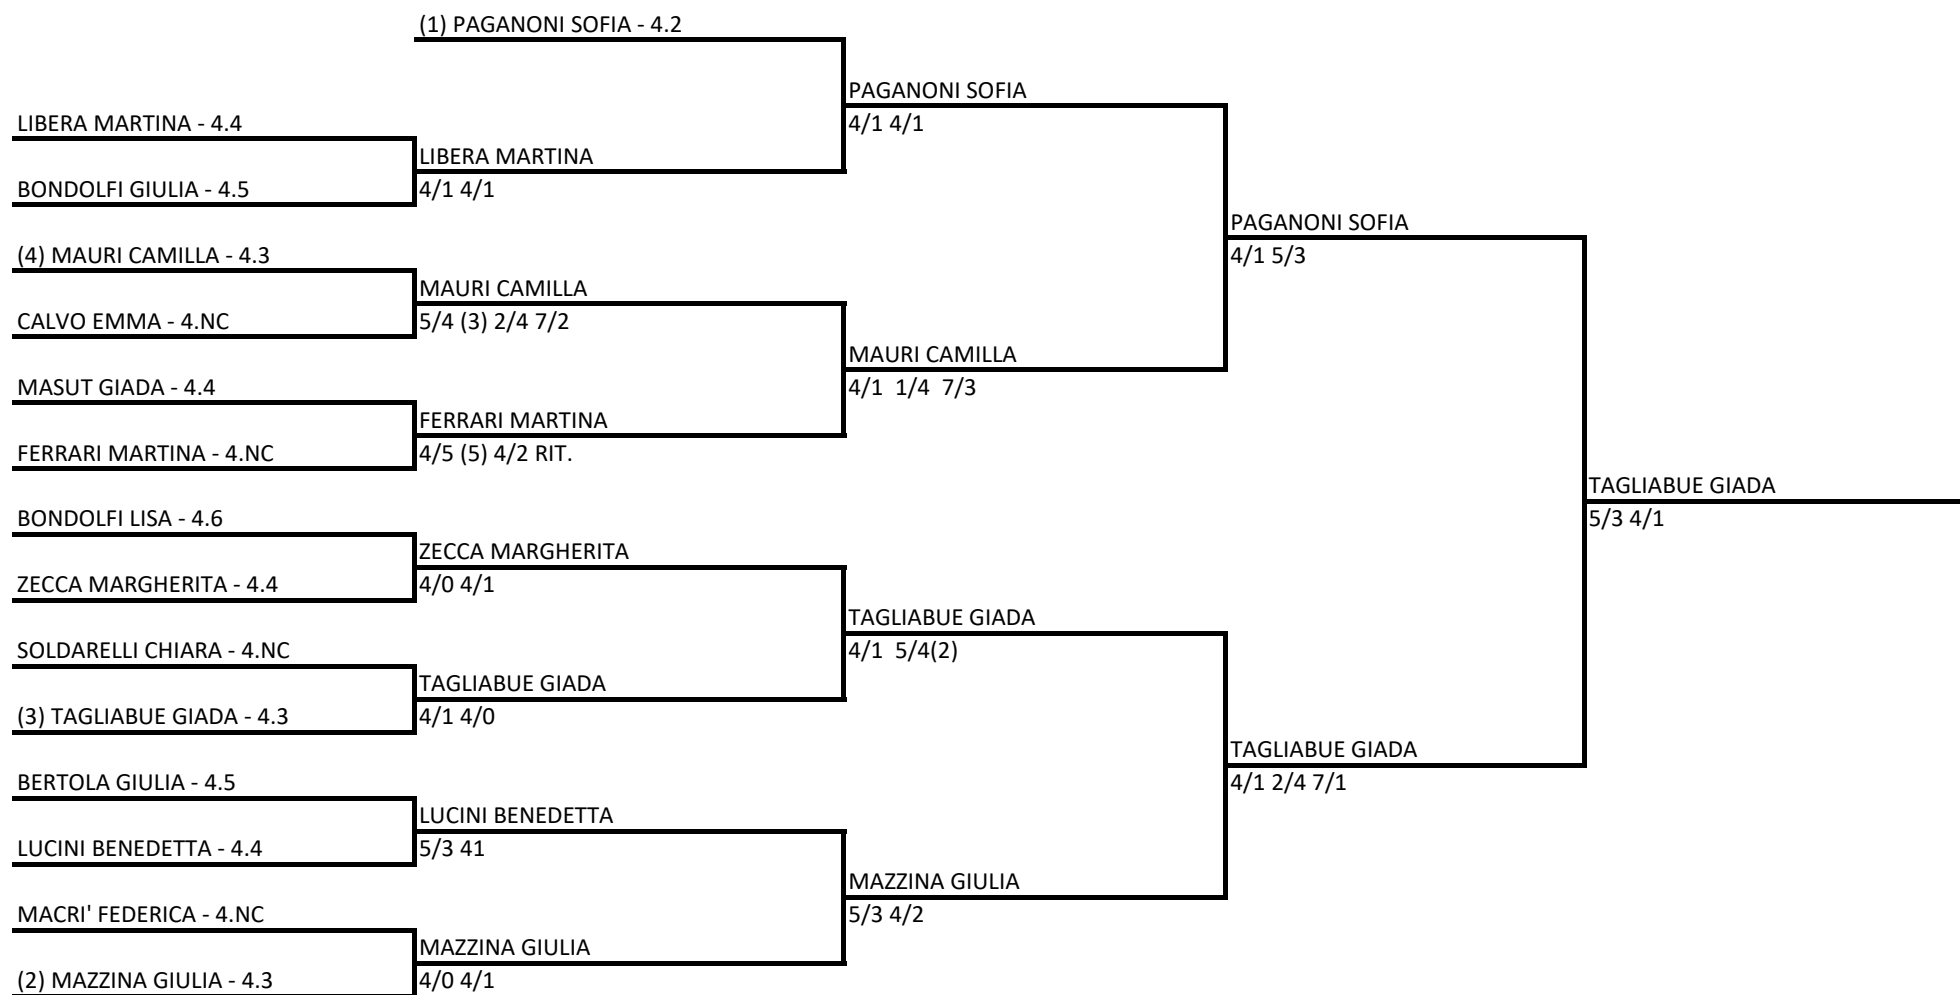 (1) PAGANONI SOFIA - 4.2
PAGANONI SOFIA
LIBERA MARTINA - 4.4
4/1 4/1
LIBERA MARTINA
BONDOLFI GIULIA - 4.5
4/1 4/1
PAGANONI SOFIA
(4) MAURI CAMILLA - 4.3
4/1 5/3
MAURI CAMILLA
CALVO EMMA - 4.NC
5/4 (3) 2/4 7/2
MAURI CAMILLA
MASUT GIADA - 4.4
4/1 1/4 7/3
FERRARI MARTINA
FERRARI MARTINA - 4.NC
4/5 (5) 4/2 RIT.
TAGLIABUE GIADA
BONDOLFI LISA - 4.6
5/3 4/1
ZECCA MARGHERITA
ZECCA MARGHERITA - 4.4
4/0 4/1
TAGLIABUE GIADA
SOLDARELLI CHIARA - 4.NC
4/1 5/4(2)
TAGLIABUE GIADA
(3) TAGLIABUE GIADA - 4.3
4/1 4/0
TAGLIABUE GIADA
BERTOLA GIULIA - 4.5
4/1 2/4 7/1
LUCINI BENEDETTA
LUCINI BENEDETTA - 4.4
5/3 41
MAZZINA GIULIA
MACRI' FEDERICA - 4.NC
5/3 4/2
MAZZINA GIULIA
(2) MAZZINA GIULIA - 4.3
4/0 4/1